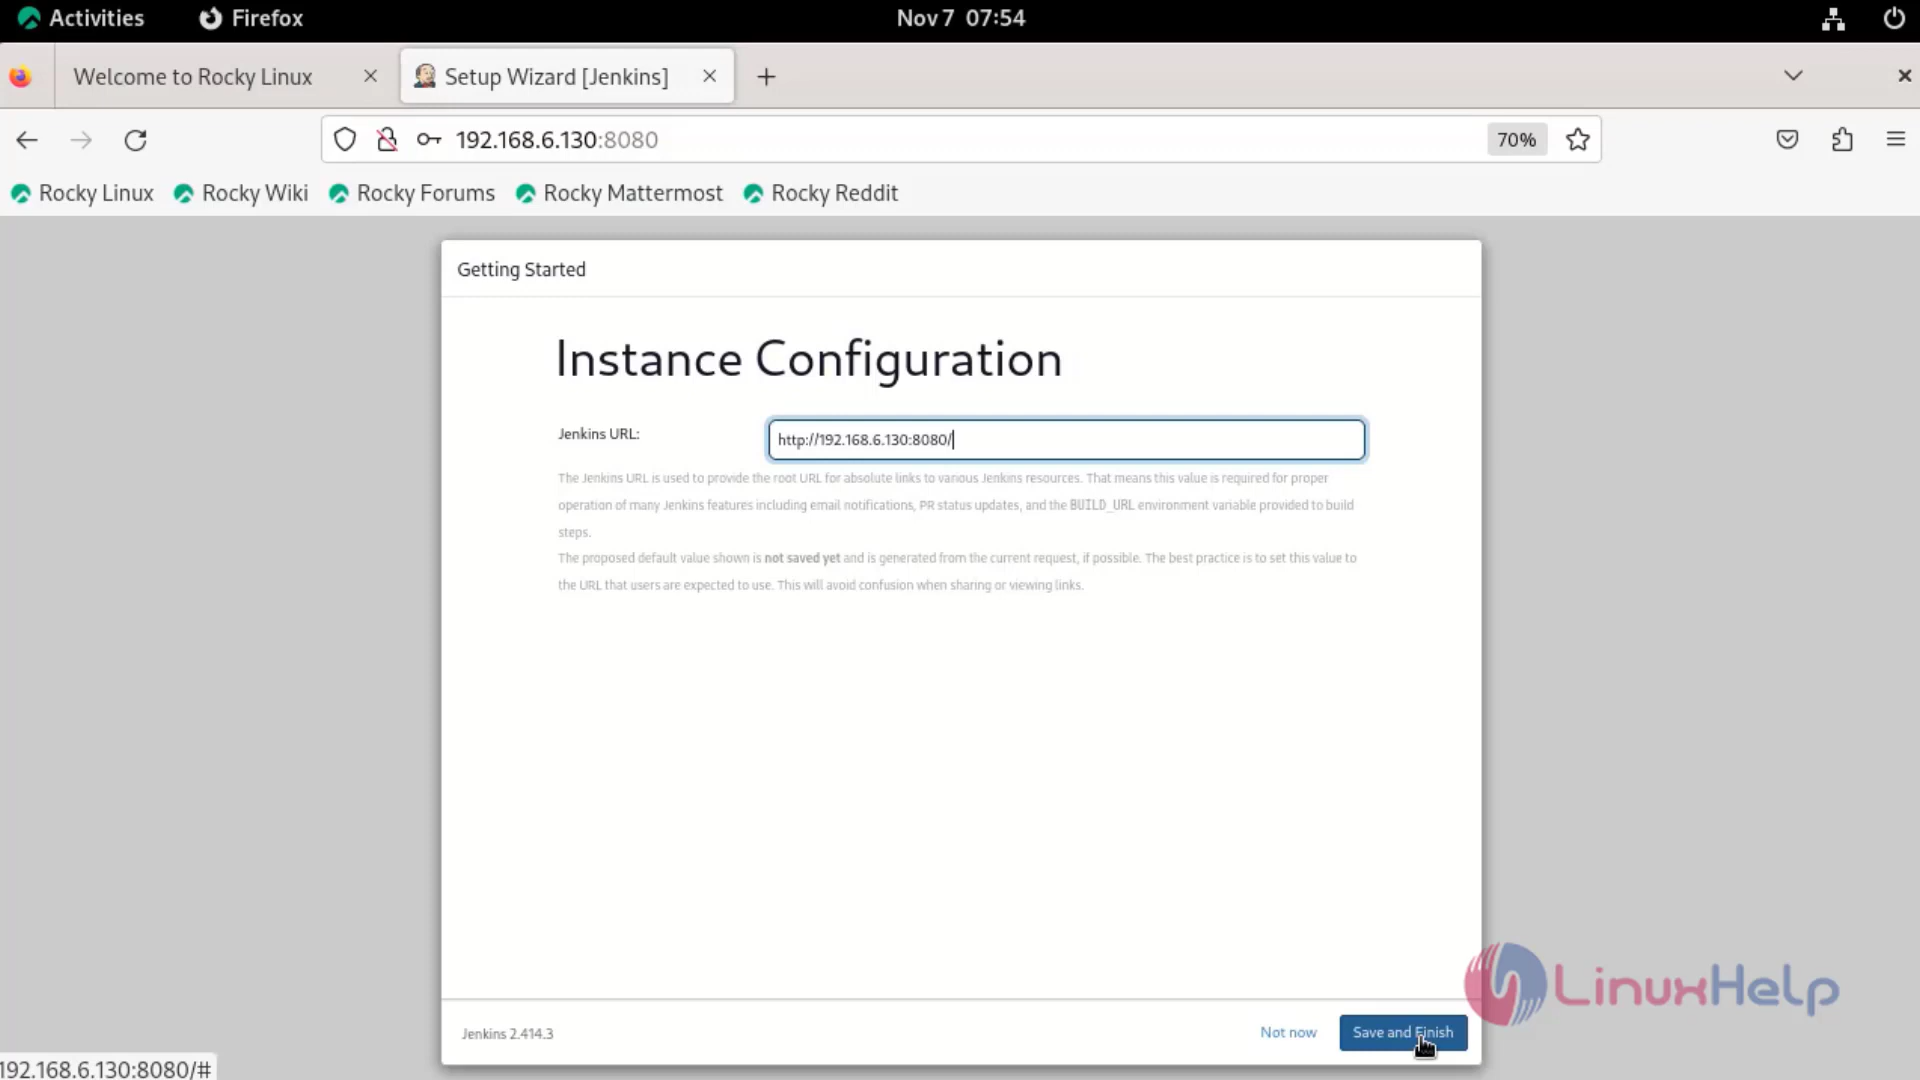 Activities Firefox Nov 7 07:54
Welcome to Rocky Linux Setup Wizard [Jenkins]
192.168.6.130:8080 70%
Rocky Linux Rocky Wiki Rocky Forums Rocky Mattermost Rocky Reddit
Getting Started
Instance Configuration
Jenkins URL: http://192.168.6.130:8080/
The Jenkins URL is used to provide the root URL for absolute links to various Jenkins resources. That means this value is required for proper
operation of many Jenkins features including email notifications, PR status updates, and the BUILD_URL environment variable provided to build
steps.
The proposed default value shown is not saved yet and is generated from the current request, if possible. The best practice is to set this value to
the URL that users are expected to use. This will avoid confusion when sharing or viewing links.
LinuxHelp
Jenkins 2.414.3 Not now Save and Finish
192.168.6.130:8080/#